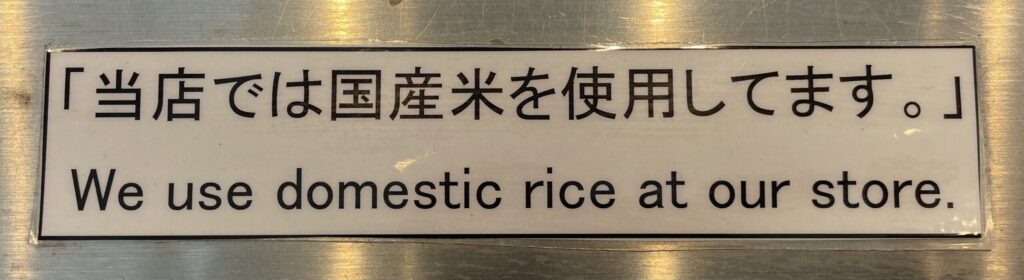 「当店では国産米を使用してます。」
We use domestic rice at our store.